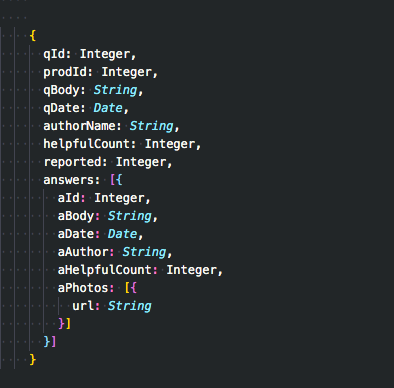 {
qId: Integer,
prodId: Integer,
qBody: String,
qDate: Date,
authorName: String,
helpfulCount: Integer,
reported: Integer,
answers: [{
aId: Integer,
aBody: String,
aDate: Date,
aAuthor: String,
aHelpfulCount: Integer,
aPhotos: [{
url: String
}]
}]
}